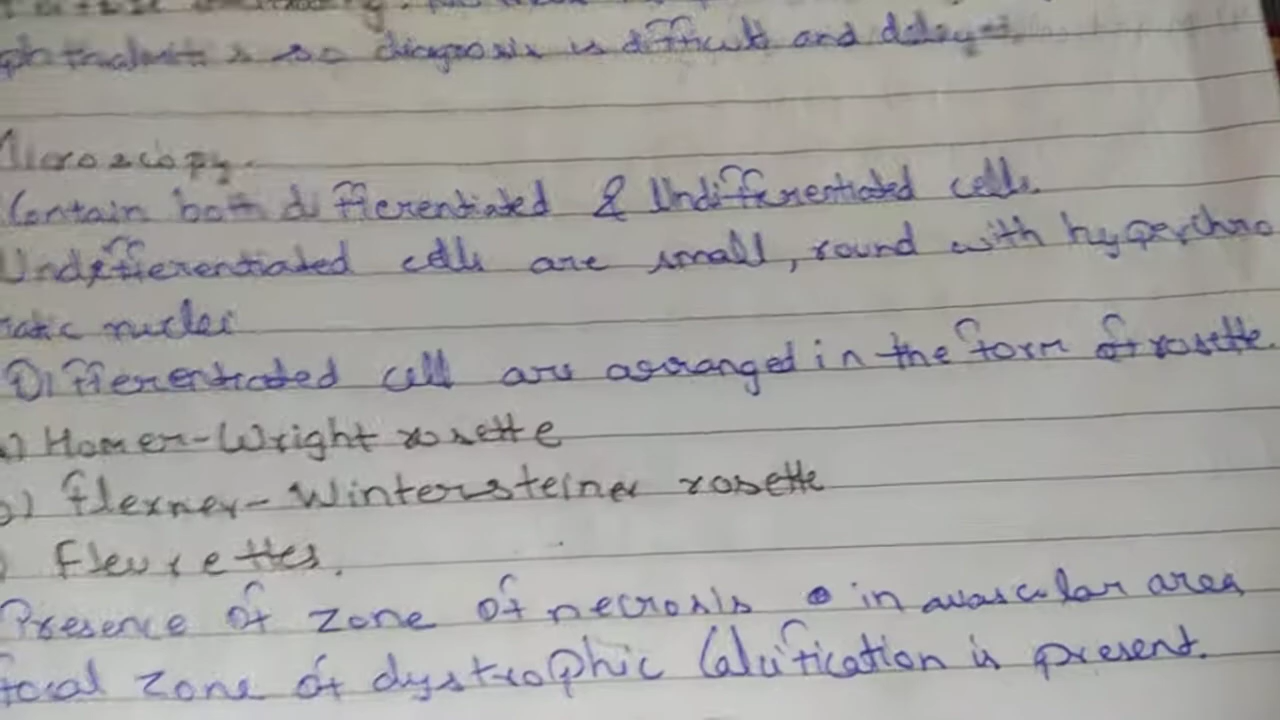 so diagnosis is difficult and delayed
Microscopy.
Contain both differentiated & Undifferentiated cells.
Undifferentiated cells are small, round with hyperchro
matic nuclei
Differentiated cell are arranged in the form of rosette.
a) Homer-Wright rosette
b) Flexner-Wintersteiner rosette
Fleurettes.
Presence of zone of necrosis in avascular area
focal zone of dystrophic Calcification is present.